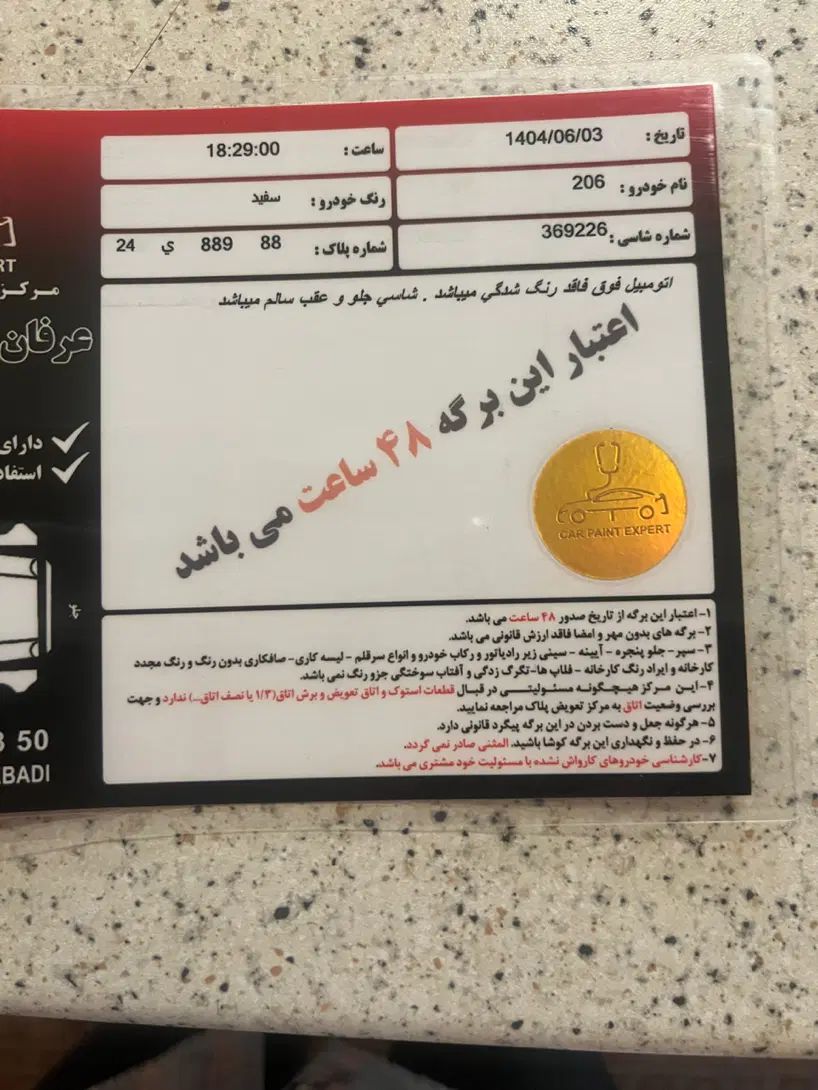 تاریخ : 1404/06/03
ساعت : 18:29:00
نام خودرو : 206
رنگ خودرو : سفید
شماره شاسی : 369226
شماره پلاک : 88 889 ي 24
اتومبیل فوق فاقد رنگ شدگي میباشد . شاسي جلو و عقب سالم میباشد
اعتبار این برگه ۴۸ ساعت می باشد
CAR PAINT EXPERT
۱- اعتبار این برگه از تاریخ صدور ۴۸ ساعت می باشد.
۲- برگه های بدون مهر و امضا فاقد ارزش قانونی می باشد.
۳- سپر - جلو پنجره - آیینه - سینی زیر رادیاتور و رکاب خودرو و انواع سرقلم - لیسه کاری- صافکاری بدون رنگ و رنگ مجدد
کارخانه و ایراد رنگ کارخانه - فلاپ ها-تگرگ زدگی و آفتاب سوختگی جزو رنگ نمی باشد.
۴- این مرکز هیچگونه مسئولیتی در قبال قطعات استوک و اتاق تعویض و برش اتاق(۱/۳ یا نصف اتاق...) ندارد و جهت
بررسی وضعیت اتاق به مرکز تعویض پلاک مراجعه نمایید.
۵- هرگونه جعل و دست بردن در این برگه پیگرد قانونی دارد.
۶- در حفظ و نگهداری این برگه کوشا باشید. المثنی صادر نمی گردد.
۷- کارشناسی خودروهای کارواش نشده با مسئولیت خود مشتری می باشد.
RT
مرکز
عرفان
دارای
استفاد
جلو
50
BADI